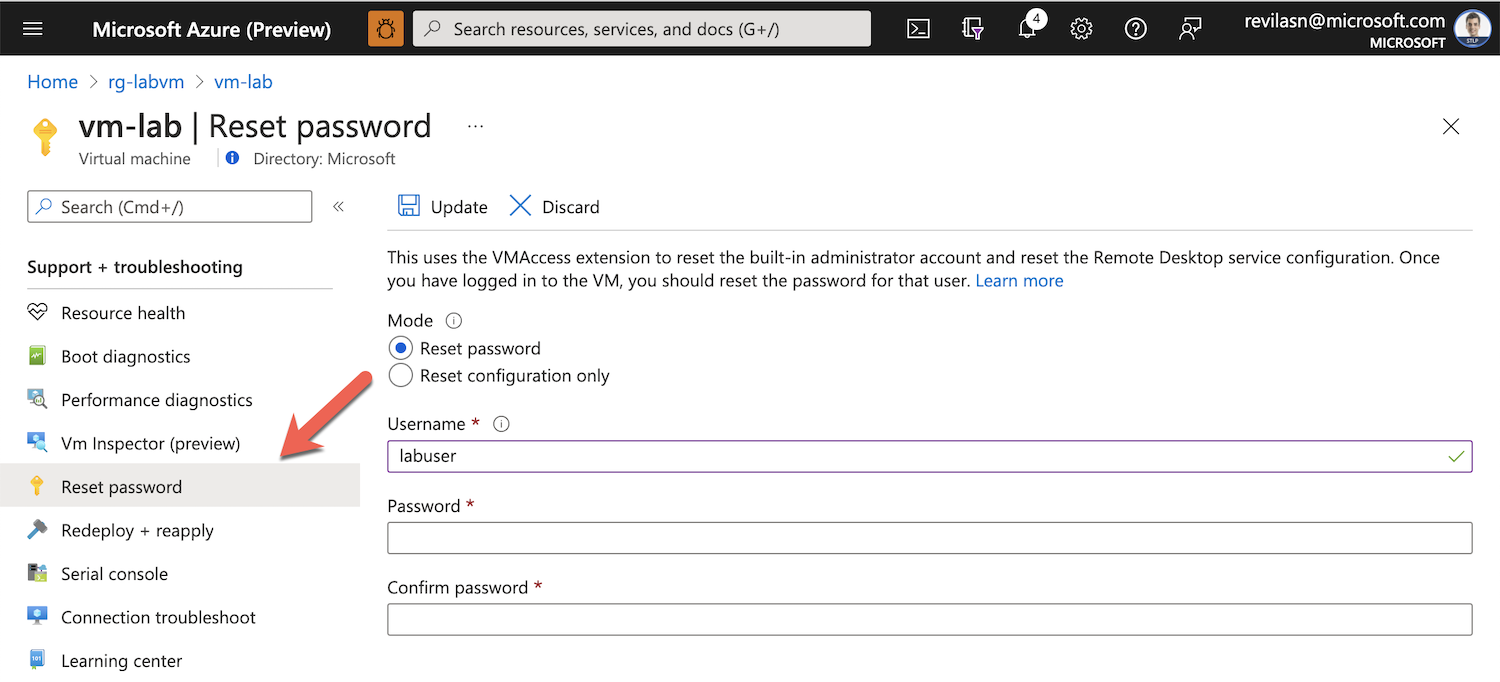 Microsoft Azure (Preview)
Search resources, services, and docs (G+/)
4
revilasn@microsoft.com
MICROSOFT
Home > rg-labvm > vm-lab
vm-lab | Reset password ...
Virtual machine
Directory: Microsoft
Search (Cmd+/) «
Update
Discard
Support + troubleshooting
Resource health
Boot diagnostics
Performance diagnostics
Vm Inspector (preview)
Reset password
Redeploy + reapply
Serial console
Connection troubleshoot
101
Learning center
This uses the VMAccess extension to reset the built-in administrator account and reset the Remote Desktop service configuration. Once
you have logged in to the VM, you should reset the password for that user. Learn more
Mode
Reset password
Reset configuration only
Username *
labuser
Password *
Confirm password *